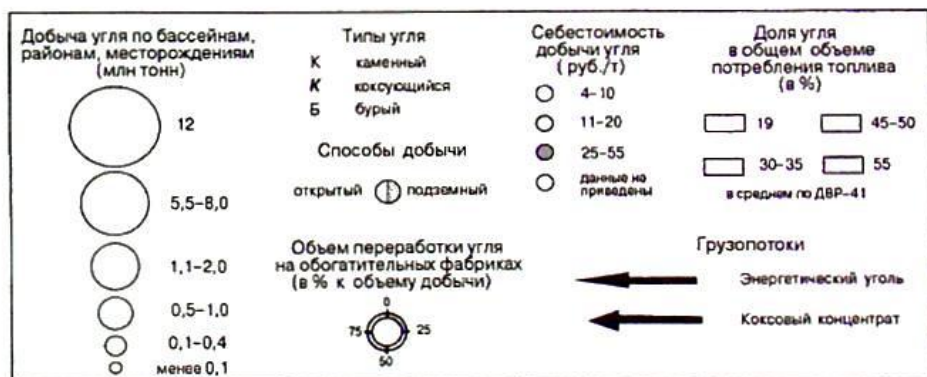 Добыча угля по бассейнам,
районам, месторождениям
(млн тонн)
12
5,5–8,0
1,1–2,0
0,5–1,0
0,1–0,4
менее 0,1
Типы угля
К каменный
К коксующийся
Б бурый
Способы добычи
открытый подземный
Объем переработки угля
на обогатительных фабриках
(в % к объему добычи)
0
75 25
50
Себестоимость
добычи угля
(руб./т)
4–10
11–20
25–55
данные не
приведены
Доля угля
в общем объеме
потребления топлива
(в %)
19 45–50
30–35 55
в среднем по ДВР–41
Грузопотоки
Энергетический уголь
Коксовый концентрат